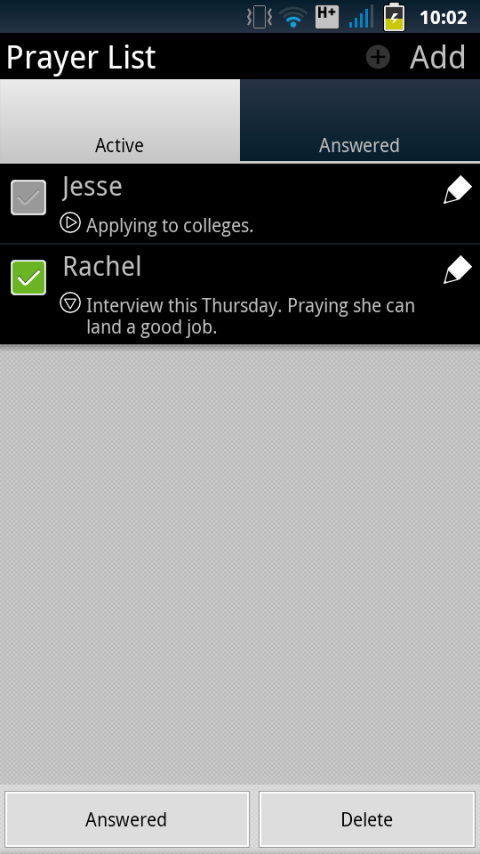 H+ 10:02
Prayer List Add
Active Answered
Jesse
Applying to colleges.
Rachel
Interview this Thursday. Praying she can
land a good job.
Answered Delete